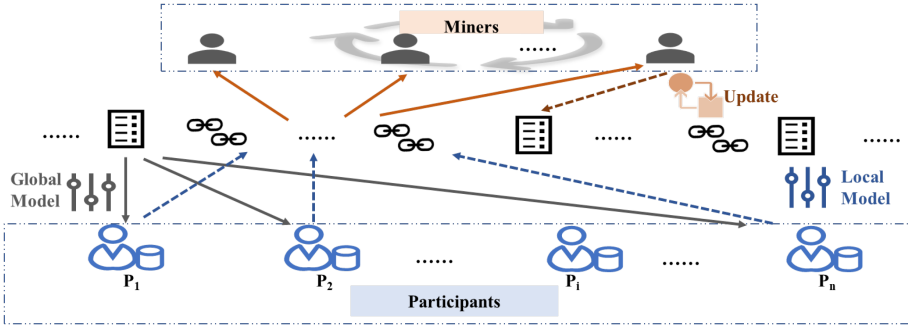 Miners
......
Update
...... ...... ...... ......
Global
Model
Local
Model
P1 P2 ...... Pi ...... Pn
Participants